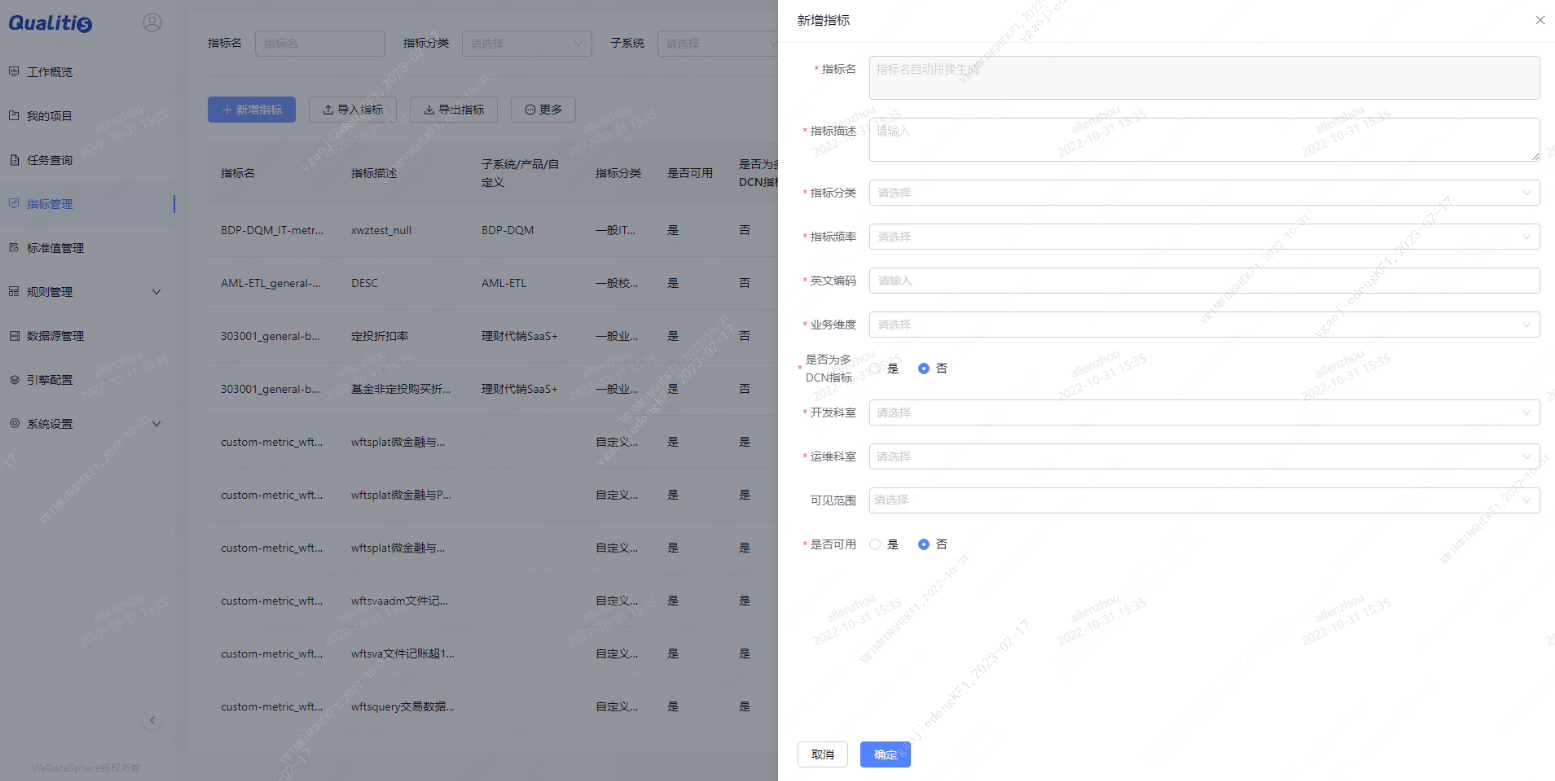 Qualitis
工作概览
我的项目
任务查询
指标管理
标准值管理
规则管理
数据源管理
引擎配置
系统设置
WeDataSphere版权所有
指标名 指标名 指标分类 请选择 子系统 请选择
新增指标 导入指标 导出指标 更多
指标名 指标描述 子系统/产品/自定义 指标分类 是否可用 是否为多DCN指标
BDP-DQM_IT-metr... xwztest_null BDP-DQM 一般IT... 是 否
AML-ETL_general-... DESC AML-ETL 一般校... 是 否
303001_general-b... 定投折扣率 理财代销SaaS+ 一般业... 是 否
303001_general-b... 基金非定投购买折... 理财代销SaaS+ 一般业... 是 否
custom-metric_wft... wftsplat微金融与... 自定义... 是 是
custom-metric_wft... wftsplat微金融与P... 自定义... 是 是
custom-metric_wft... wftsplat微金融与... 自定义... 是 是
custom-metric_wft... wftsvaadm文件记... 自定义... 是 是
custom-metric_wft... wftsva文件记账超1... 自定义... 是 是
custom-metric_wft... wftsquery交易数据... 自定义... 是 是
新增指标
* 指标名 指标名自动拼接生成
* 指标描述 请输入
* 指标分类 请选择
* 指标频率 请选择
* 英文编码 请输入
* 业务维度 请选择
* 是否为多
DCN指标 是 否
* 开发科室 请选择
* 运维科室 请选择
可见范围 请选择
* 是否可用 是 否
取消 确定
allenzhou
2022-10-31 15:35